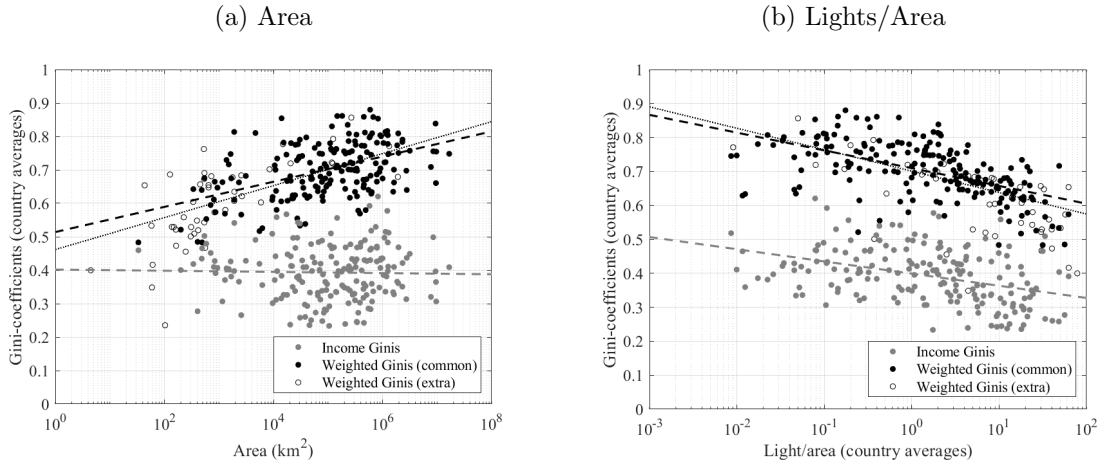 (a) Area
Gini-coefficients (country averages)
1
0.9
0.8
0.7
0.6
0.5
0.4
0.3
0.2
0.1
0
Income Ginis
Weighted Ginis (common)
Weighted Ginis (extra)
10^0 10^2 10^4 10^6 10^8
Area (km^2)
(b) Lights/Area
Gini-coefficients (country averages)
1
0.9
0.8
0.7
0.6
0.5
0.4
0.3
0.2
0.1
0
Income Ginis
Weighted Ginis (common)
Weighted Ginis (extra)
10^-3 10^-2 10^-1 10^0 10^1 10^2
Light/area (country averages)